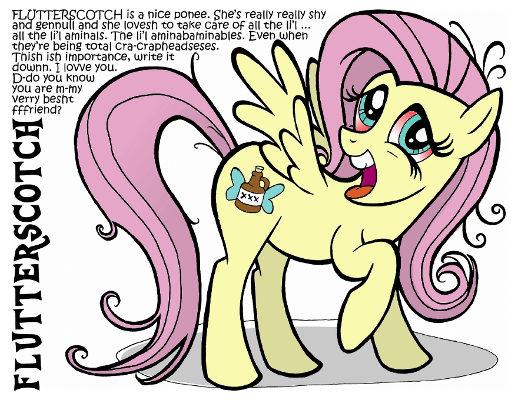 FLUTTERSCOTCH is a nice ponee. She's really really shy
and gennull and she lovesh to take care of all the li'l ...
all the li'l aminals. The li'l aminabaminables. Even when
they're being total cra-crapheadseses.
Thish ish importance, write it
downn. I lovve you.
D-do you know
you are m-my
verry besht
fffriend?
FLUTTERSCOTCH
XXX